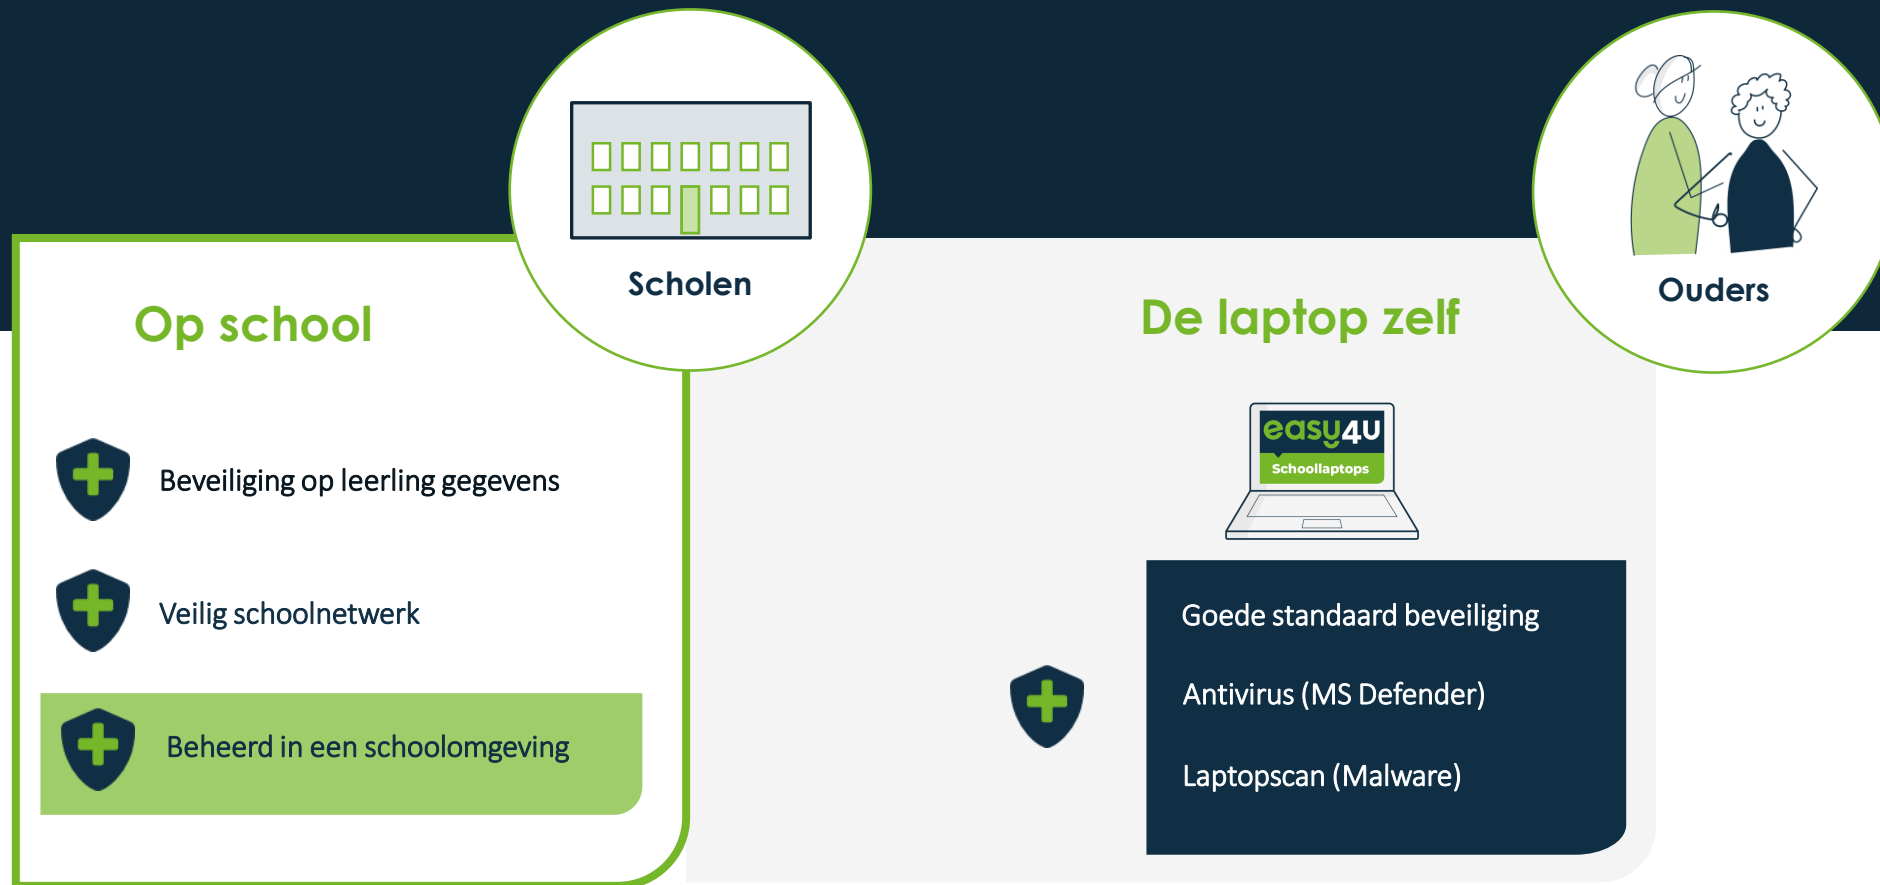 Scholen
Ouders
Op school
Beveiliging op leerling gegevens
Veilig schoolnetwerk
Beheerd in een schoolomgeving
De laptop zelf
easy4u
Schoollaptops
Goede standaard beveiliging
Antivirus (MS Defender)
Laptopscan (Malware)